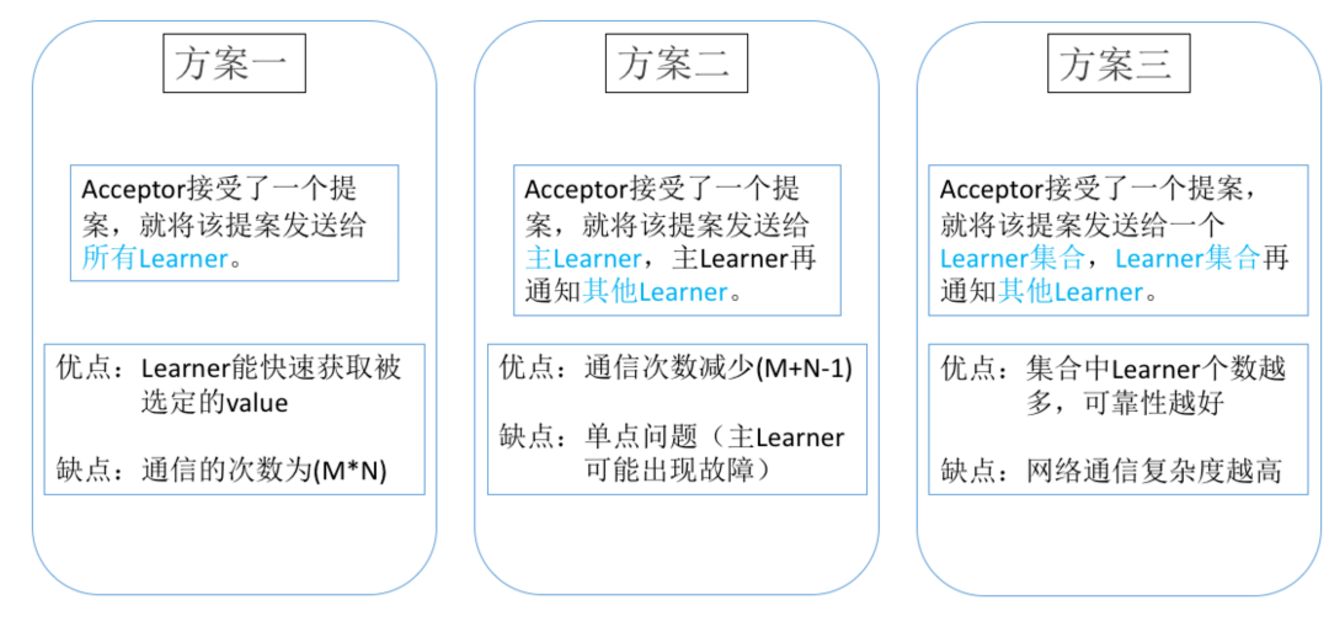 方案一
Acceptor接受了一个提
案，就将该提案发送给
所有Learner。
优点：Learner能快速获取被
选定的value
缺点：通信的次数为(M*N)
方案二
Acceptor接受了一个提
案，就将该提案发送给
主Learner，主Learner再
通知其他Learner。
优点：通信次数减少(M+N-1)
缺点：单点问题（主Learner
可能出现故障）
方案三
Acceptor接受了一个提案，
就将该提案发送给一个
Learner集合，Learner集合再
通知其他Learner。
优点：集合中Learner个数越
多，可靠性越好
缺点：网络通信复杂度越高